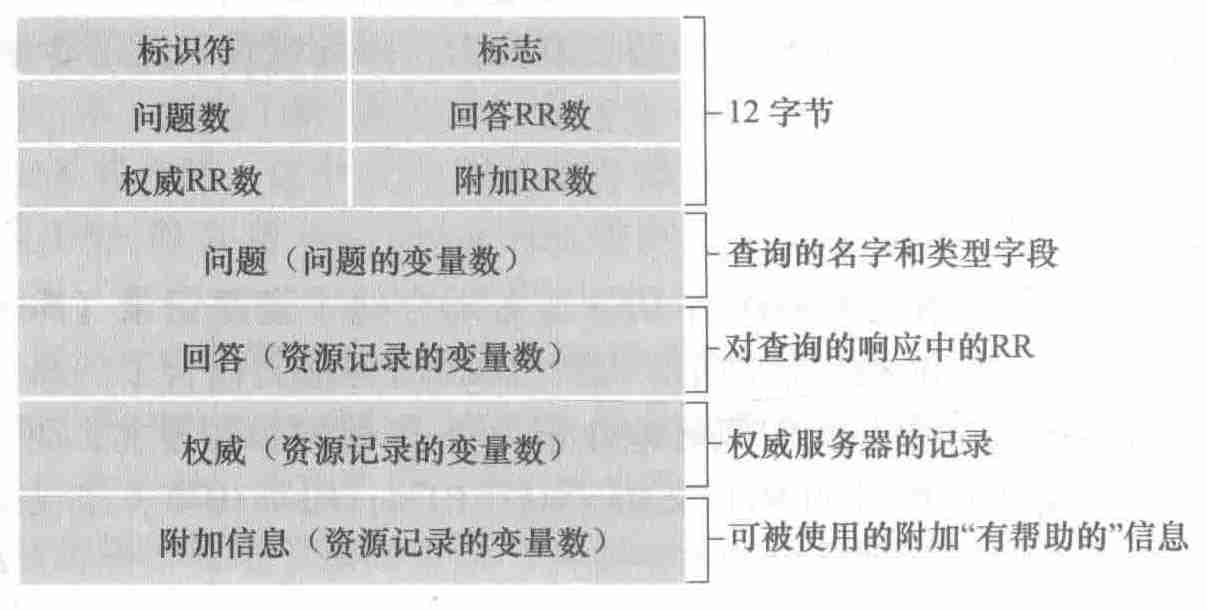 标识符 标志
问题数 回答RR数
12 字节
权威RR数 附加RR数
问题（问题的变量数）
查询的名字和类型字段
回答（资源记录的变量数）
对查询的响应中的RR
权威（资源记录的变量数）
权威服务器的记录
附加信息（资源记录的变量数）
可被使用的附加“有帮助的”信息